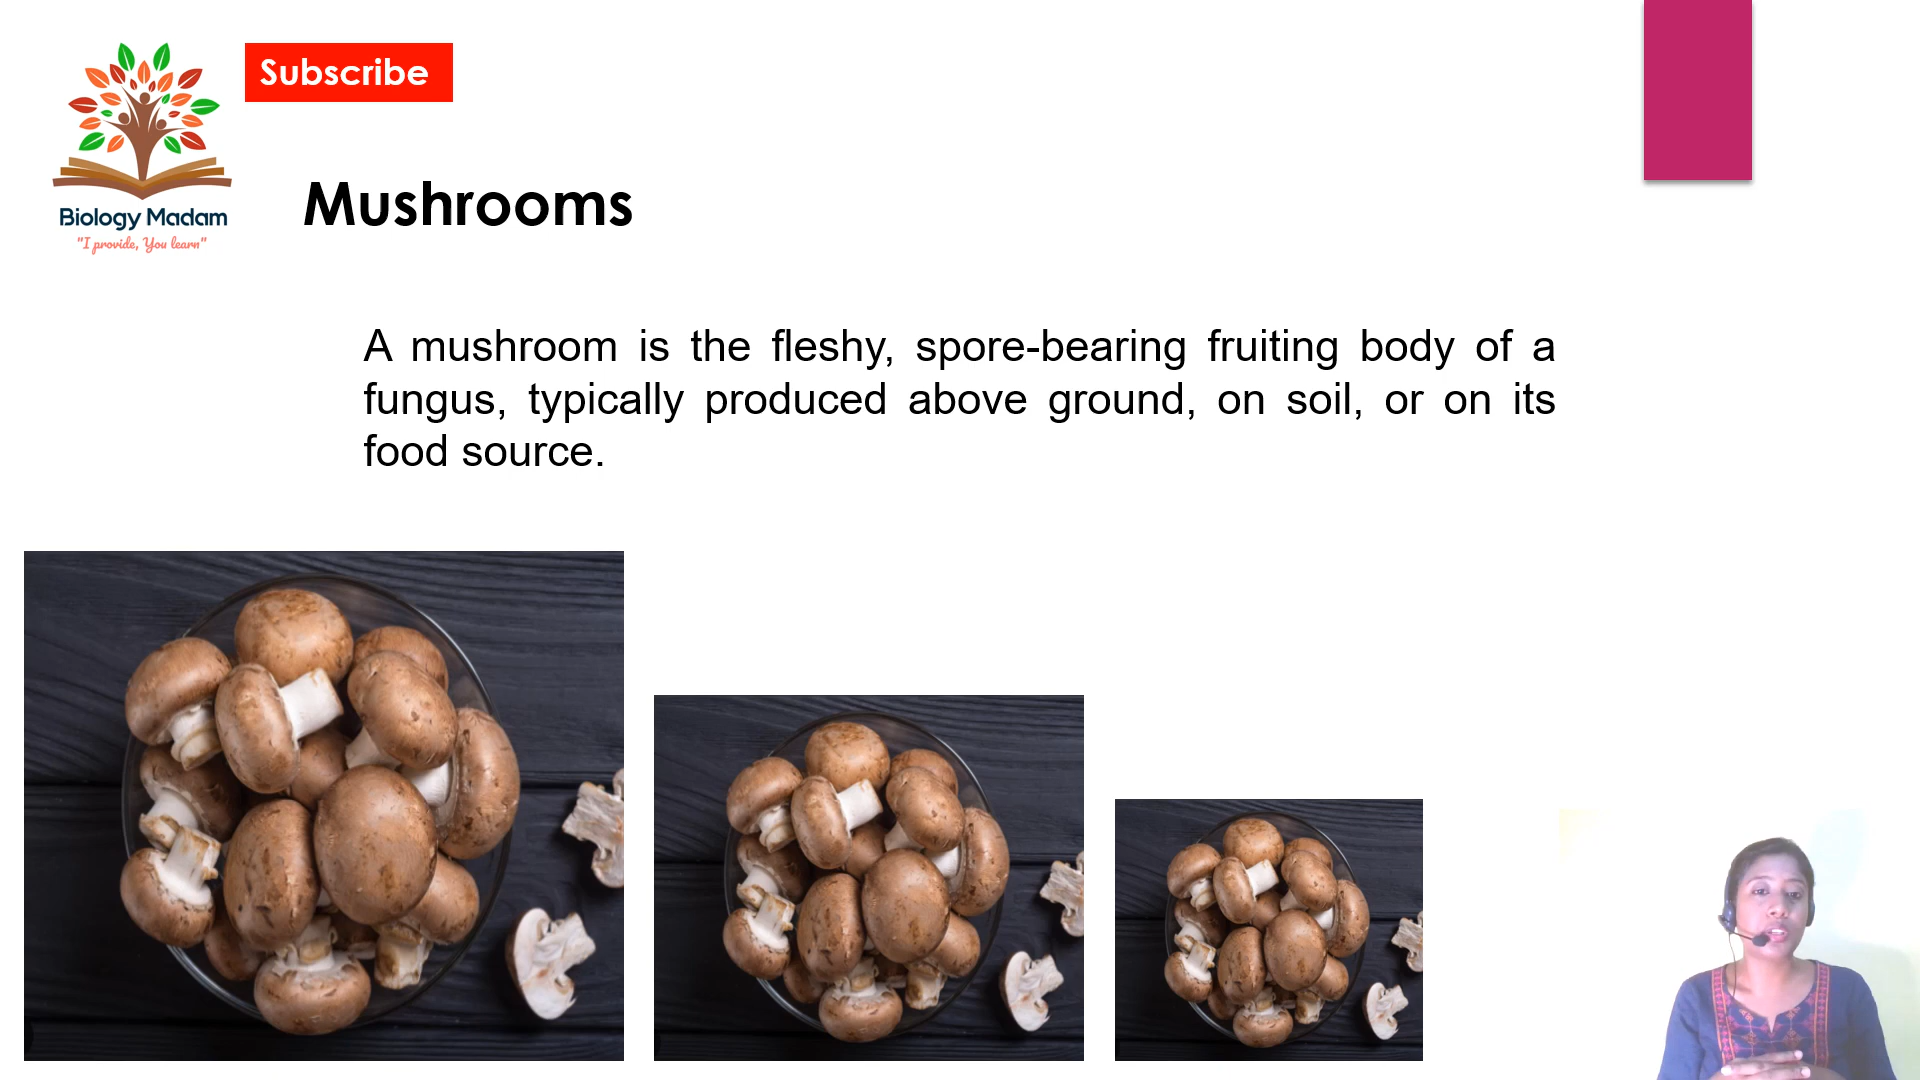 Subscribe
Biology Madam
"I provide, You learn"
Mushrooms
A mushroom is the fleshy, spore-bearing fruiting body of a
fungus, typically produced above ground, on soil, or on its
food source.